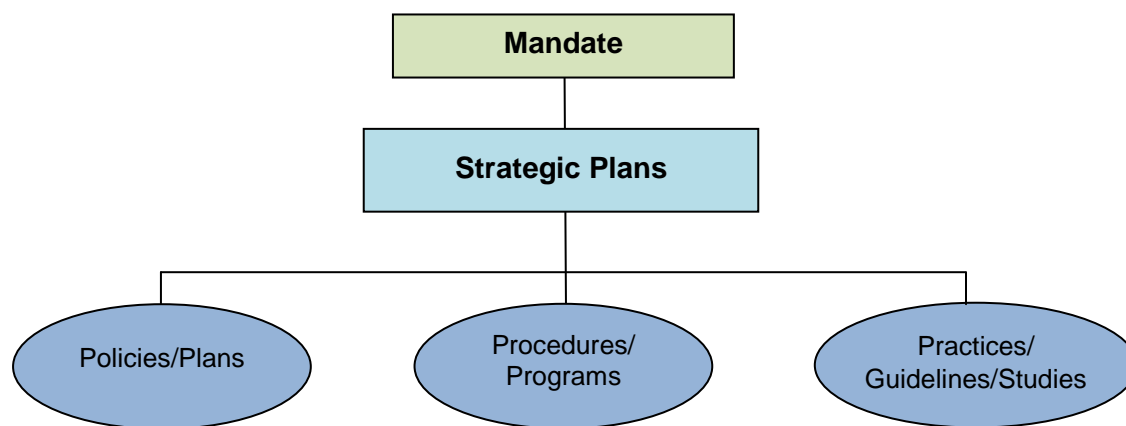 Mandate
Strategic Plans
Policies/Plans
Procedures/
Programs
Practices/
Guidelines/Studies